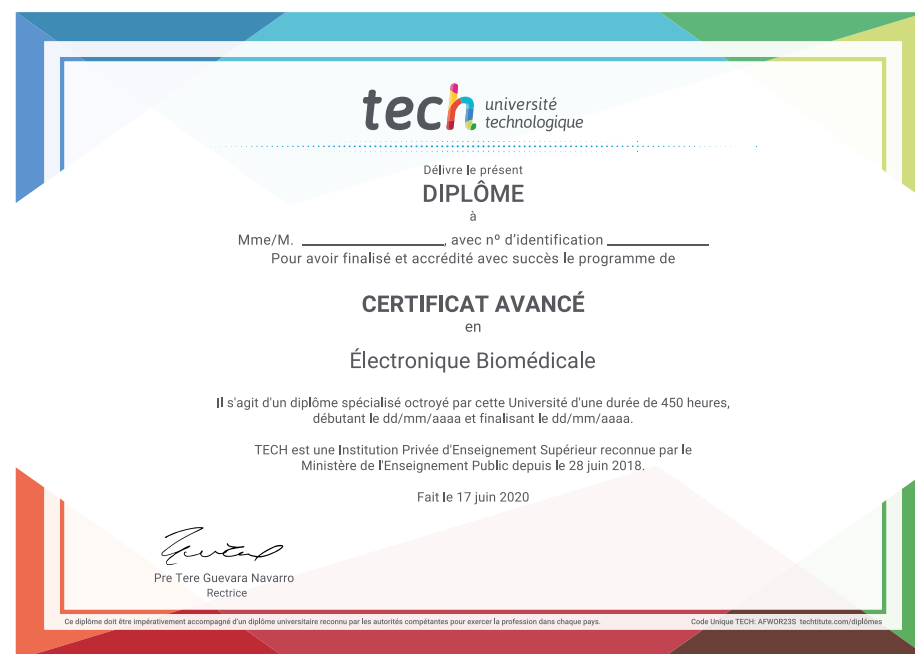 tech université
technologique
Délivre le présent
DIPLÔME
à
Mme/M. ____________________, avec nº d'identification ______________
Pour avoir finalisé et accrédité avec succès le programme de
CERTIFICAT AVANCÉ
en
Électronique Biomédicale
Il s'agit d'un diplôme spécialisé octroyé par cette Université d'une durée de 450 heures,
débutant le dd/mm/aaaa et finalisant le dd/mm/aaaa.
TECH est une Institution Privée d'Enseignement Supérieur reconnue par le
Ministère de l'Enseignement Public depuis le 28 juin 2018.
Fait le 17 juin 2020
Pre Tere Guevara Navarro
Rectrice
Ce diplôme doit être impérativement accompagné d'un diplôme universitaire reconnu par les autorités compétantes pour exercer la profession dans chaque pays.
Code Unique TECH: AFWOR23S techtitute.com/diplômes